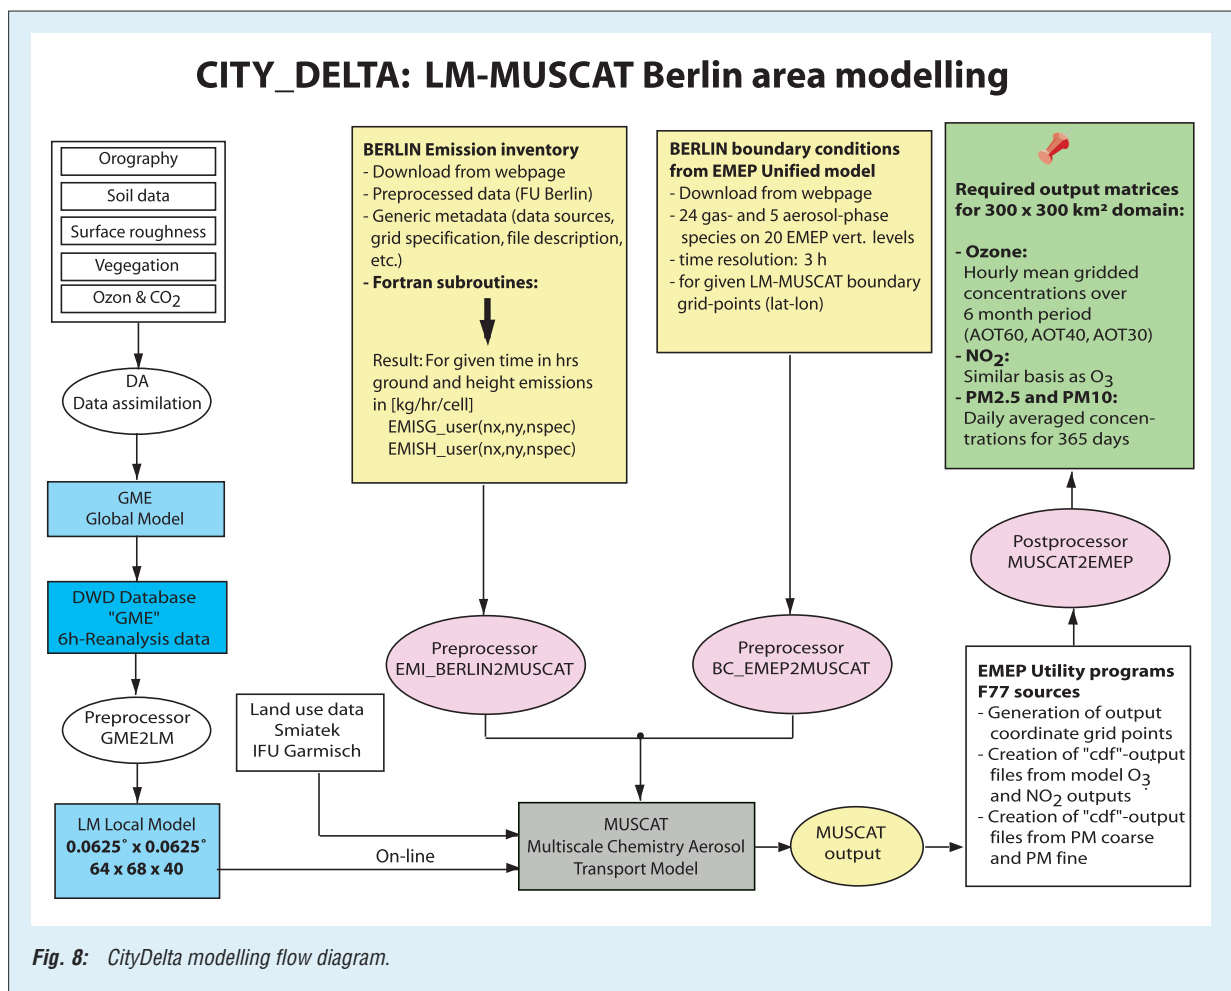 CITY_DELTA: LM-MUSCAT Berlin area modelling
Orography
Soil data
Surface roughness
Vegegation
Ozon & CO2
DA
Data assimilation
GME
Global Model
DWD Database
"GME"
6h-Reanalysis data
Preprocessor
GME2LM
LM Local Model
0.0625° x 0.0625°
64 x 68 x 40
BERLIN Emission inventory
- Download from webpage
- Preprocessed data (FU Berlin)
- Generic metadata (data sources,
grid specification, file description,
etc.)
- Fortran subroutines:
Result: For given time in hrs
ground and height emissions
in [kg/hr/cell]
EMISG_user(nx,ny,nspec)
EMISH_user(nx,ny,nspec)
Preprocessor
EMI_BERLIN2MUSCAT
Land use data
Smiatek
IFU Garmisch
On-line
BERLIN boundary conditions
from EMEP Unified model
- Download from webpage
- 24 gas- and 5 aerosol-phase
species on 20 EMEP vert. levels
- time resolution: 3 h
- for given LM-MUSCAT boundary
grid-points (lat-lon)
Preprocessor
BC_EMEP2MUSCAT
MUSCAT
Multiscale Chemistry Aerosol
Transport Model
MUSCAT
output
EMEP Utility programs
F77 sources
- Generation of output
coordinate grid points
- Creation of "cdf"-output
files from model O3
and NO2 outputs
- Creation of "cdf"-output
files from PM coarse
and PM fine
Postprocessor
MUSCAT2EMEP
Required output matrices
for 300 x 300 km² domain:
- Ozone:
Hourly mean gridded
concentrations over
6 month period
(AOT60, AOT40, AOT30)
- NO2:
Similar basis as O3
- PM2.5 and PM10:
Daily averaged concen-
trations for 365 days
Fig. 8: CityDelta modelling flow diagram.